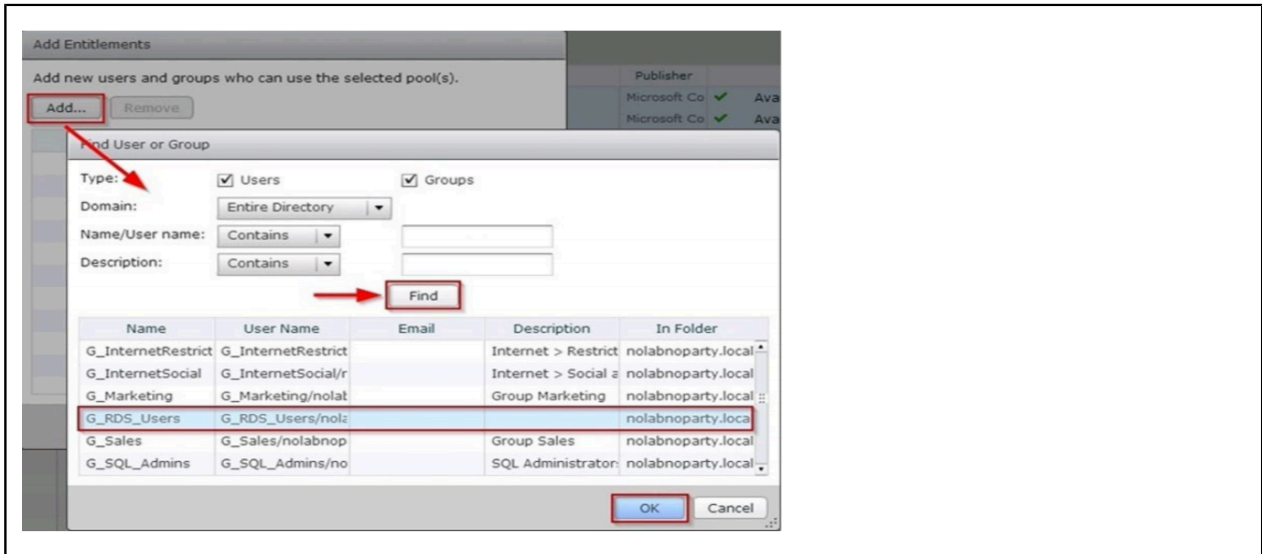 Add Entitlements
Add new users and groups who can use the selected pool(s).
Publisher
Add... Remove
Microsoft Co Ava
Microsoft Co Ava
Find User or Group
Type: Users Groups
Domain: Entire Directory
Name/User name: Contains
Description: Contains
Find
Name User Name Email Description In Folder
G_InternetRestrict G_InternetRestrict Internet > Restrict nolabnoparty.local
G_InternetSocial G_InternetSocial/r Internet > Social a nolabnoparty.local
G_Marketing G_Marketing/nolab Group Marketing nolabnoparty.local
G_RDS_Users G_RDS_Users/nola nolabnoparty.loca
G_Sales G_Sales/nolabnop Group Sales nolabnoparty.local
G_SQL_Admins G_SQL_Admins/no SQL Administrator nolabnoparty.local
OK Cancel